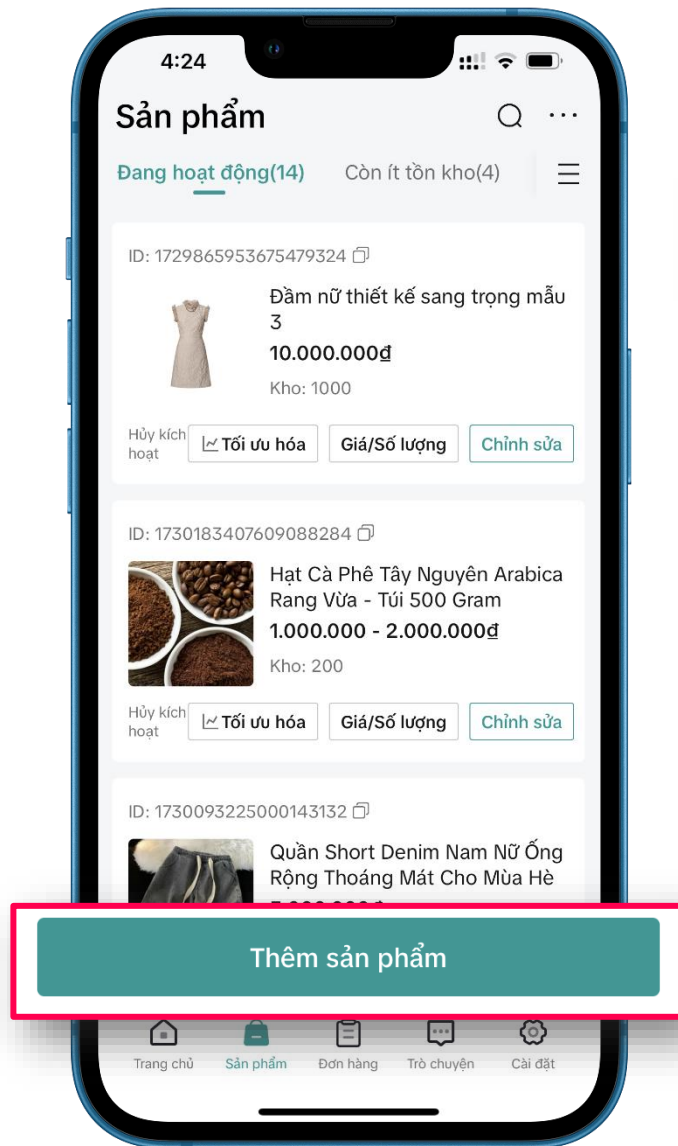 4:24
Sản phẩm
Đang hoạt động(14)
Còn ít tồn kho(4)
ID: 1729865953675479324
Đầm nữ thiết kế sang trọng mẫu
3
10.000.000₫
Kho: 1000
Hủy kích
hoạt
Tối ưu hóa
Giá/Số lượng
Chỉnh sửa
ID: 1730183407609088284
Hạt Cà Phê Tây Nguyên Arabica
Rang Vừa - Túi 500 Gram
1.000.000 - 2.000.000₫
Kho: 200
Hủy kích
hoạt
Tối ưu hóa
Giá/Số lượng
Chỉnh sửa
ID: 1730093225000143132
Quần Short Denim Nam Nữ Ống
Rộng Thoáng Mát Cho Mùa Hè
Thêm sản phẩm
Trang chủ
Sản phẩm
Đơn hàng
Trò chuyện
Cài đặt